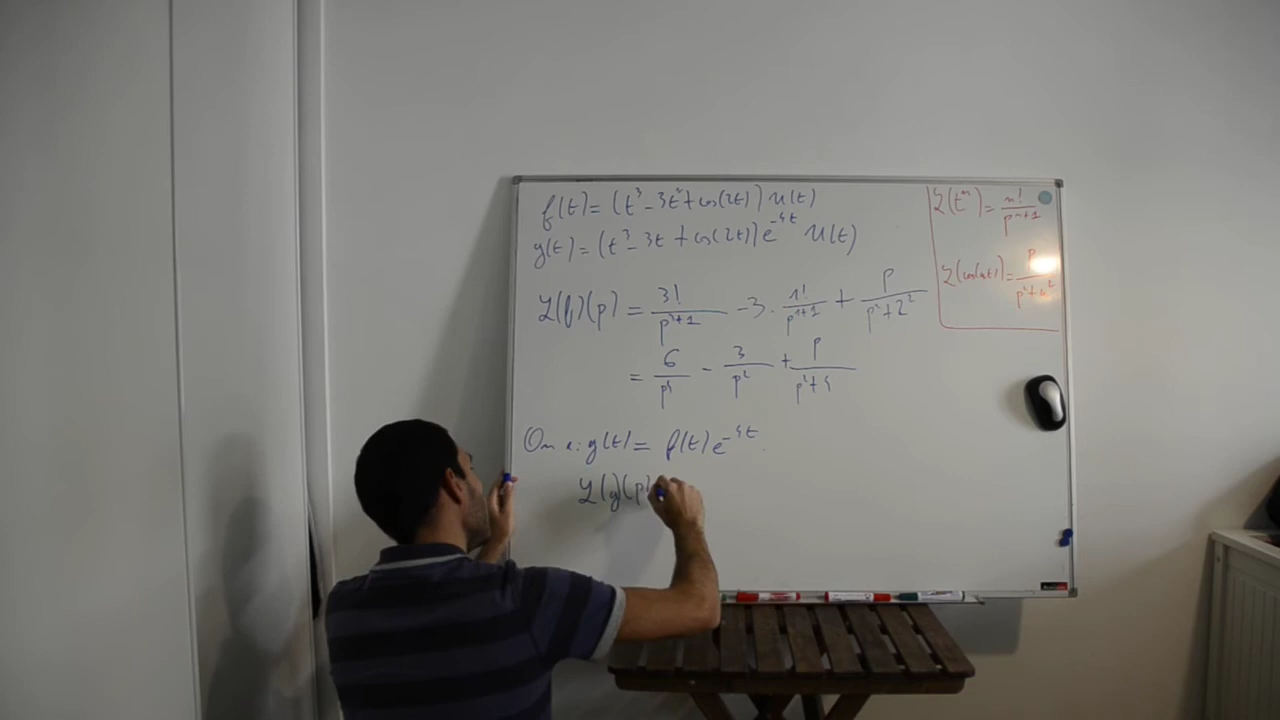 f(t) = (t³ - 3t + cos(2t)) u(t)
g(t) = (t³ - 3t + cos(2t)) e^{-4t} U(t)
ℒ(f)(p) = 3!/p^{3+1} - 3 · 1!/p^{1+1} + p/(p²+2²)
= 6/p⁴ - 3/p² + p/(p²+4)
On a : g(t) = f(t) e^{-4t}
ℒ(g)(p)
ℒ(tⁿ) = n!/p^{n+1}
ℒ(cos(at)) = p/(p²+a²)